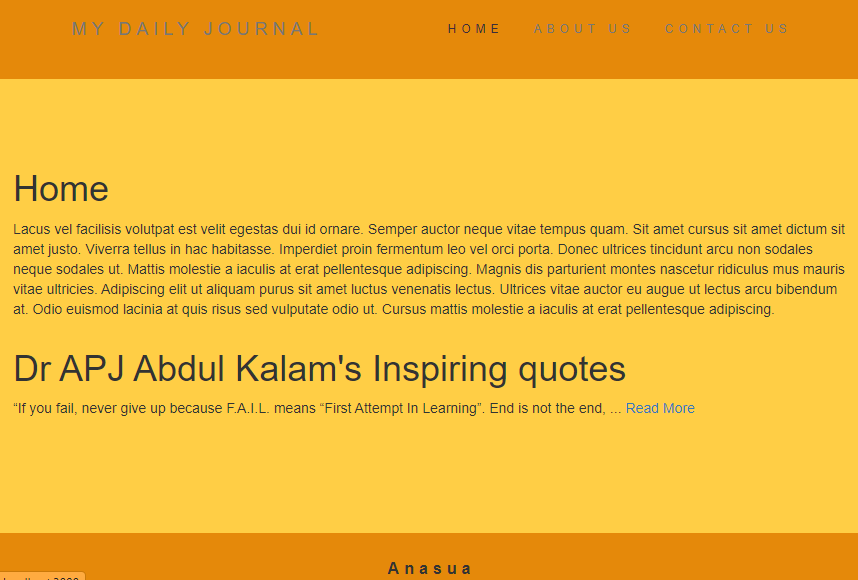 MY DAILY JOURNAL
HOME ABOUT US CONTACT US
Home
Lacus vel facilisis volutpat est velit egestas dui id ornare. Semper auctor neque vitae tempus quam. Sit amet cursus sit amet dictum sit
amet justo. Viverra tellus in hac habitasse. Imperdiet proin fermentum leo vel orci porta. Donec ultrices tincidunt arcu non sodales
neque sodales ut. Mattis molestie a iaculis at erat pellentesque adipiscing. Magnis dis parturient montes nascetur ridiculus mus mauris
vitae ultricies. Adipiscing elit ut aliquam purus sit amet luctus venenatis lectus. Ultrices vitae auctor eu augue ut lectus arcu bibendum
at. Odio euismod lacinia at quis risus sed vulputate odio ut. Cursus mattis molestie a iaculis at erat pellentesque adipiscing.
Dr APJ Abdul Kalam's Inspiring quotes
“If you fail, never give up because F.A.I.L. means “First Attempt In Learning”. End is not the end, ... Read More
Anasua